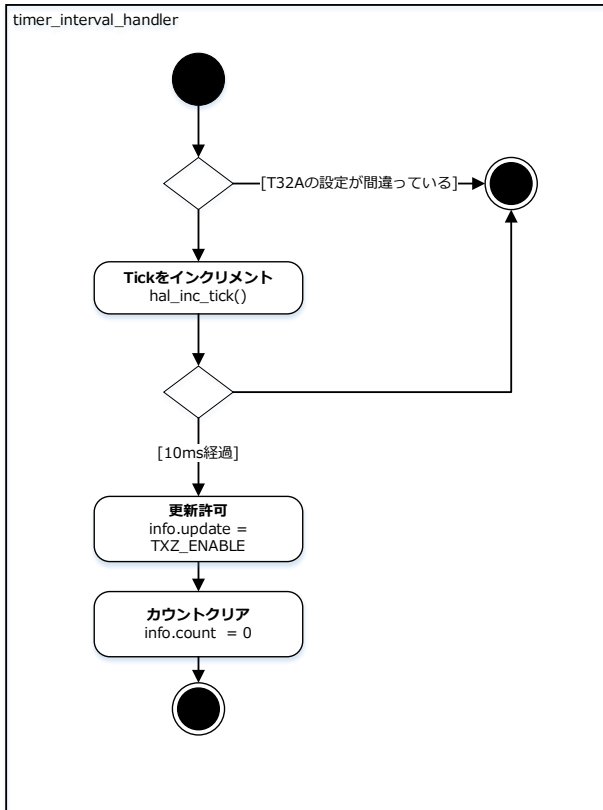 timer_interval_handler
[T32Aの設定が間違っている]
Tickをインクリメント
hal_inc_tick()
[10ms経過]
更新許可
info.update =
TXZ_ENABLE
カウントクリア
info.count  = 0